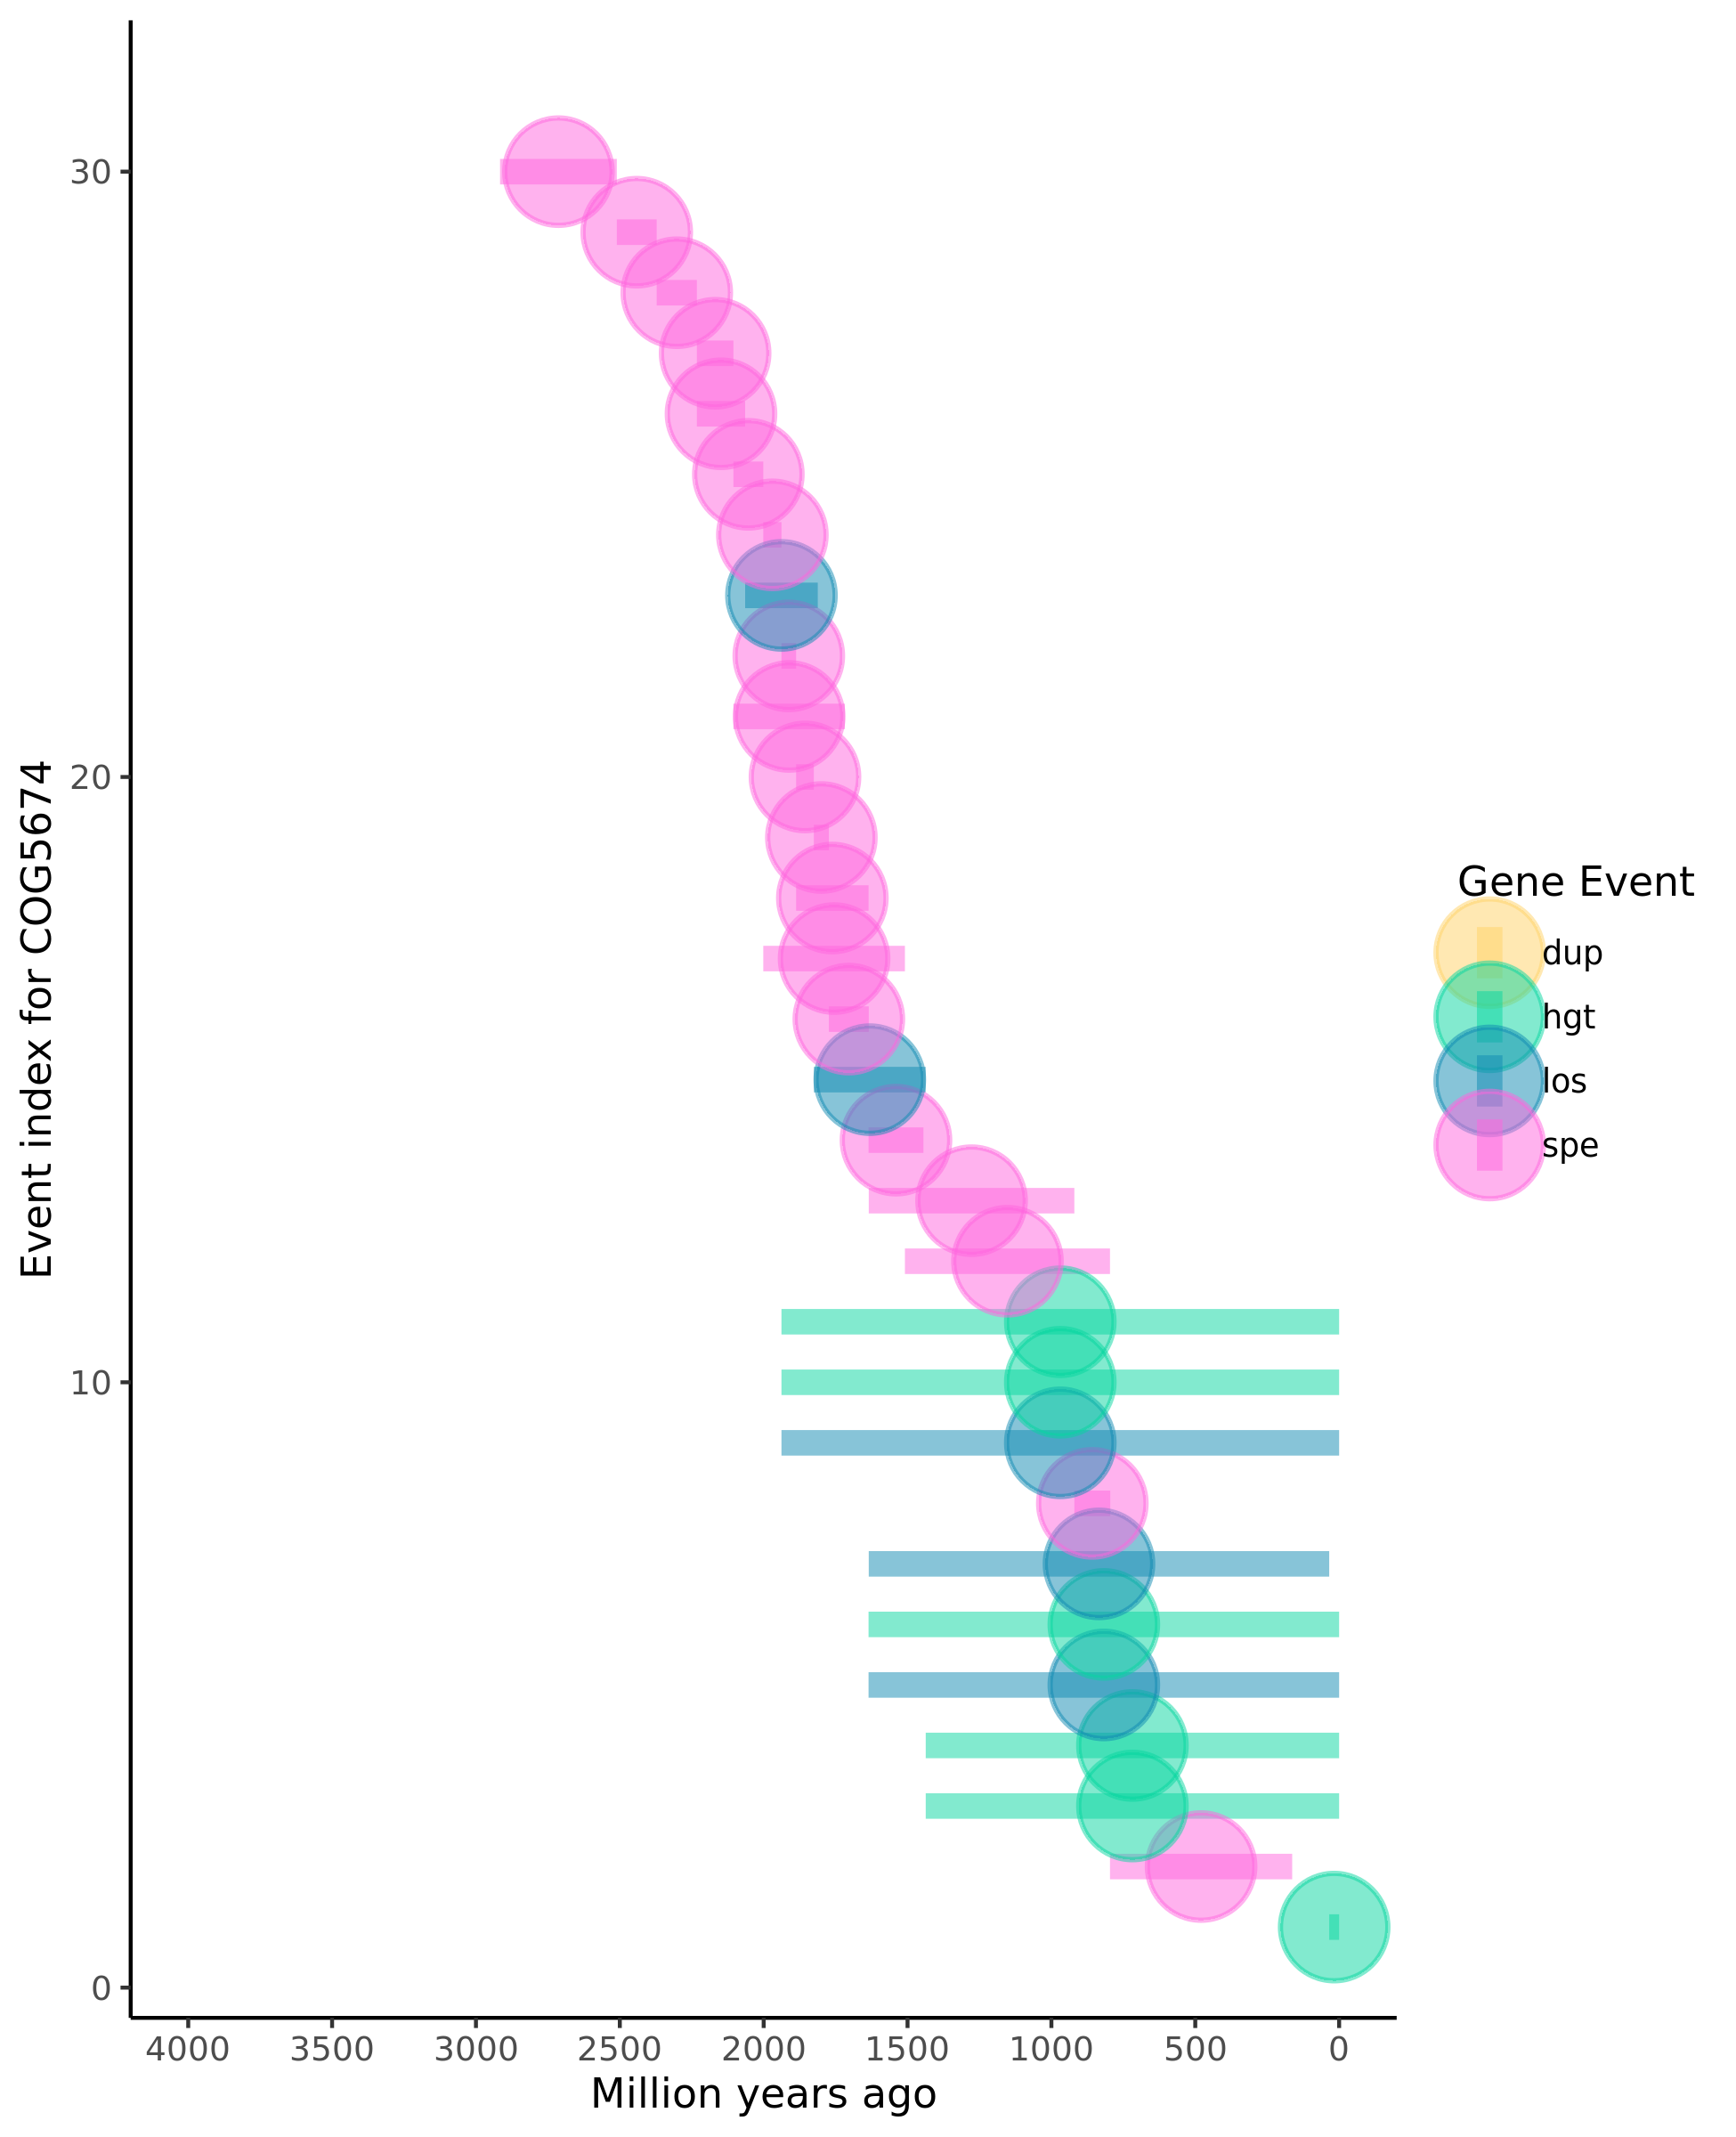 Event index for COG5674
30
20
10
0
4000 3500 3000 2500 2000 1500 1000 500 0
Million years ago
Gene Event
dup
hgt
los
spe